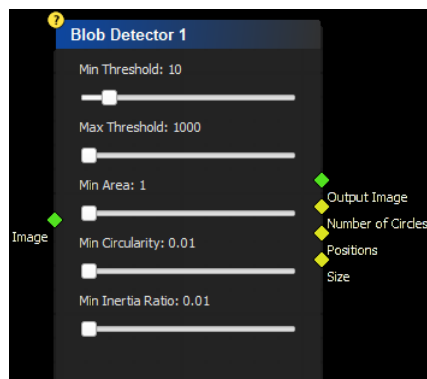 ?
Blob Detector 1
Min Threshold: 10
Max Threshold: 1000
Min Area: 1
Min Circularity: 0.01
Min Inertia Ratio: 0.01
Image
Output Image
Number of Circles
Positions
Size